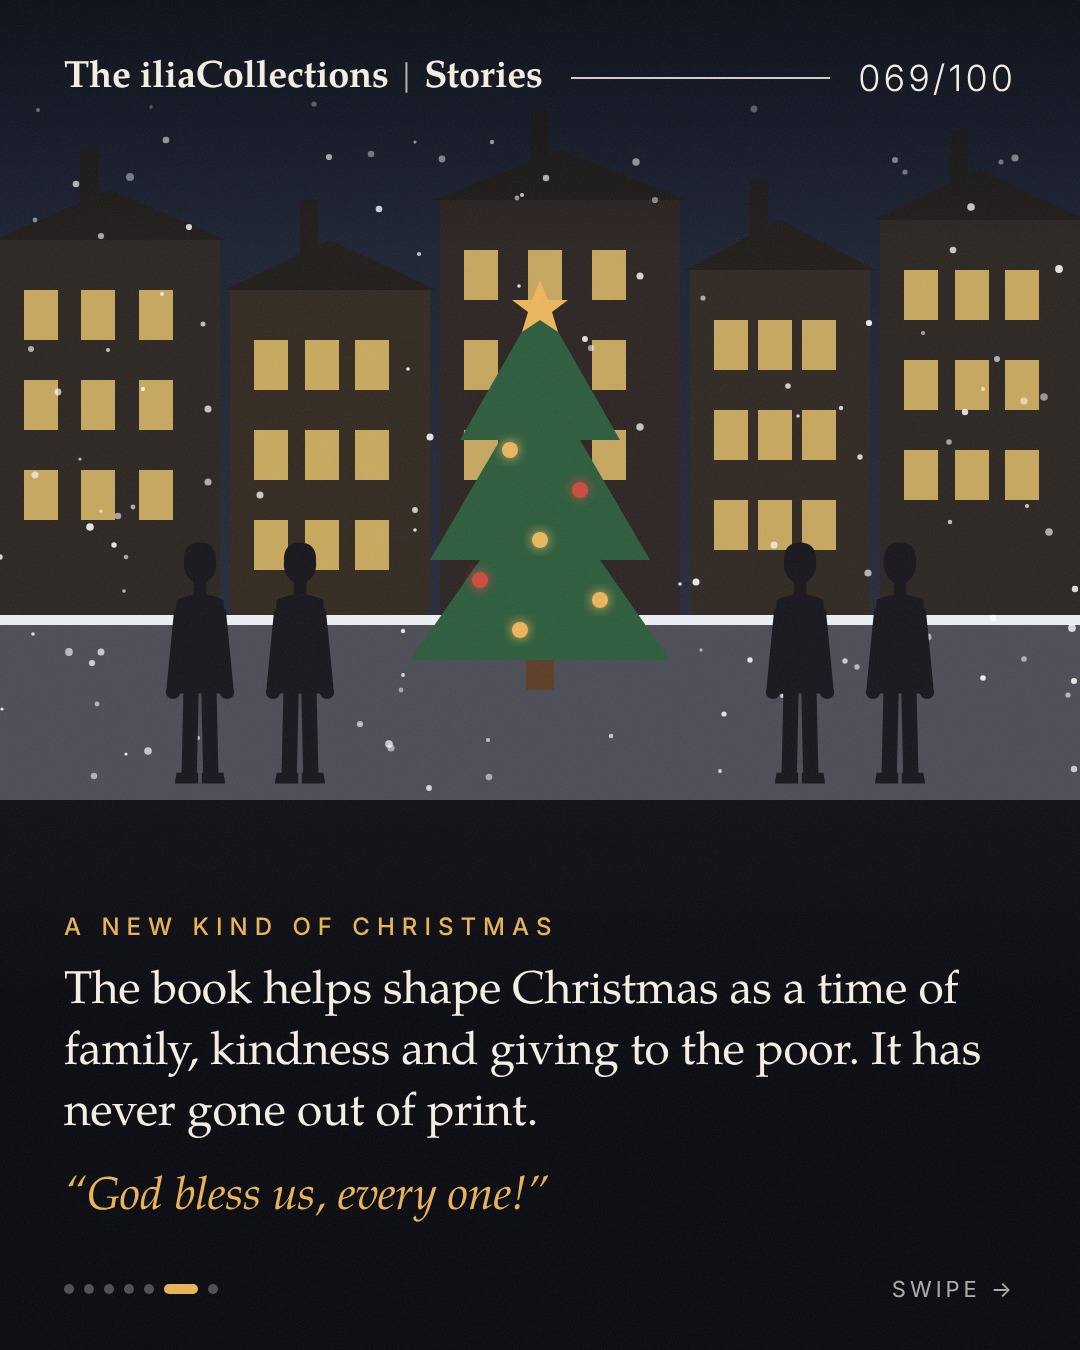 The iliaCollections | Stories 069/100
A NEW KIND OF CHRISTMAS
The book helps shape Christmas as a time of
family, kindness and giving to the poor. It has
never gone out of print.
“God bless us, every one!”
SWIPE →